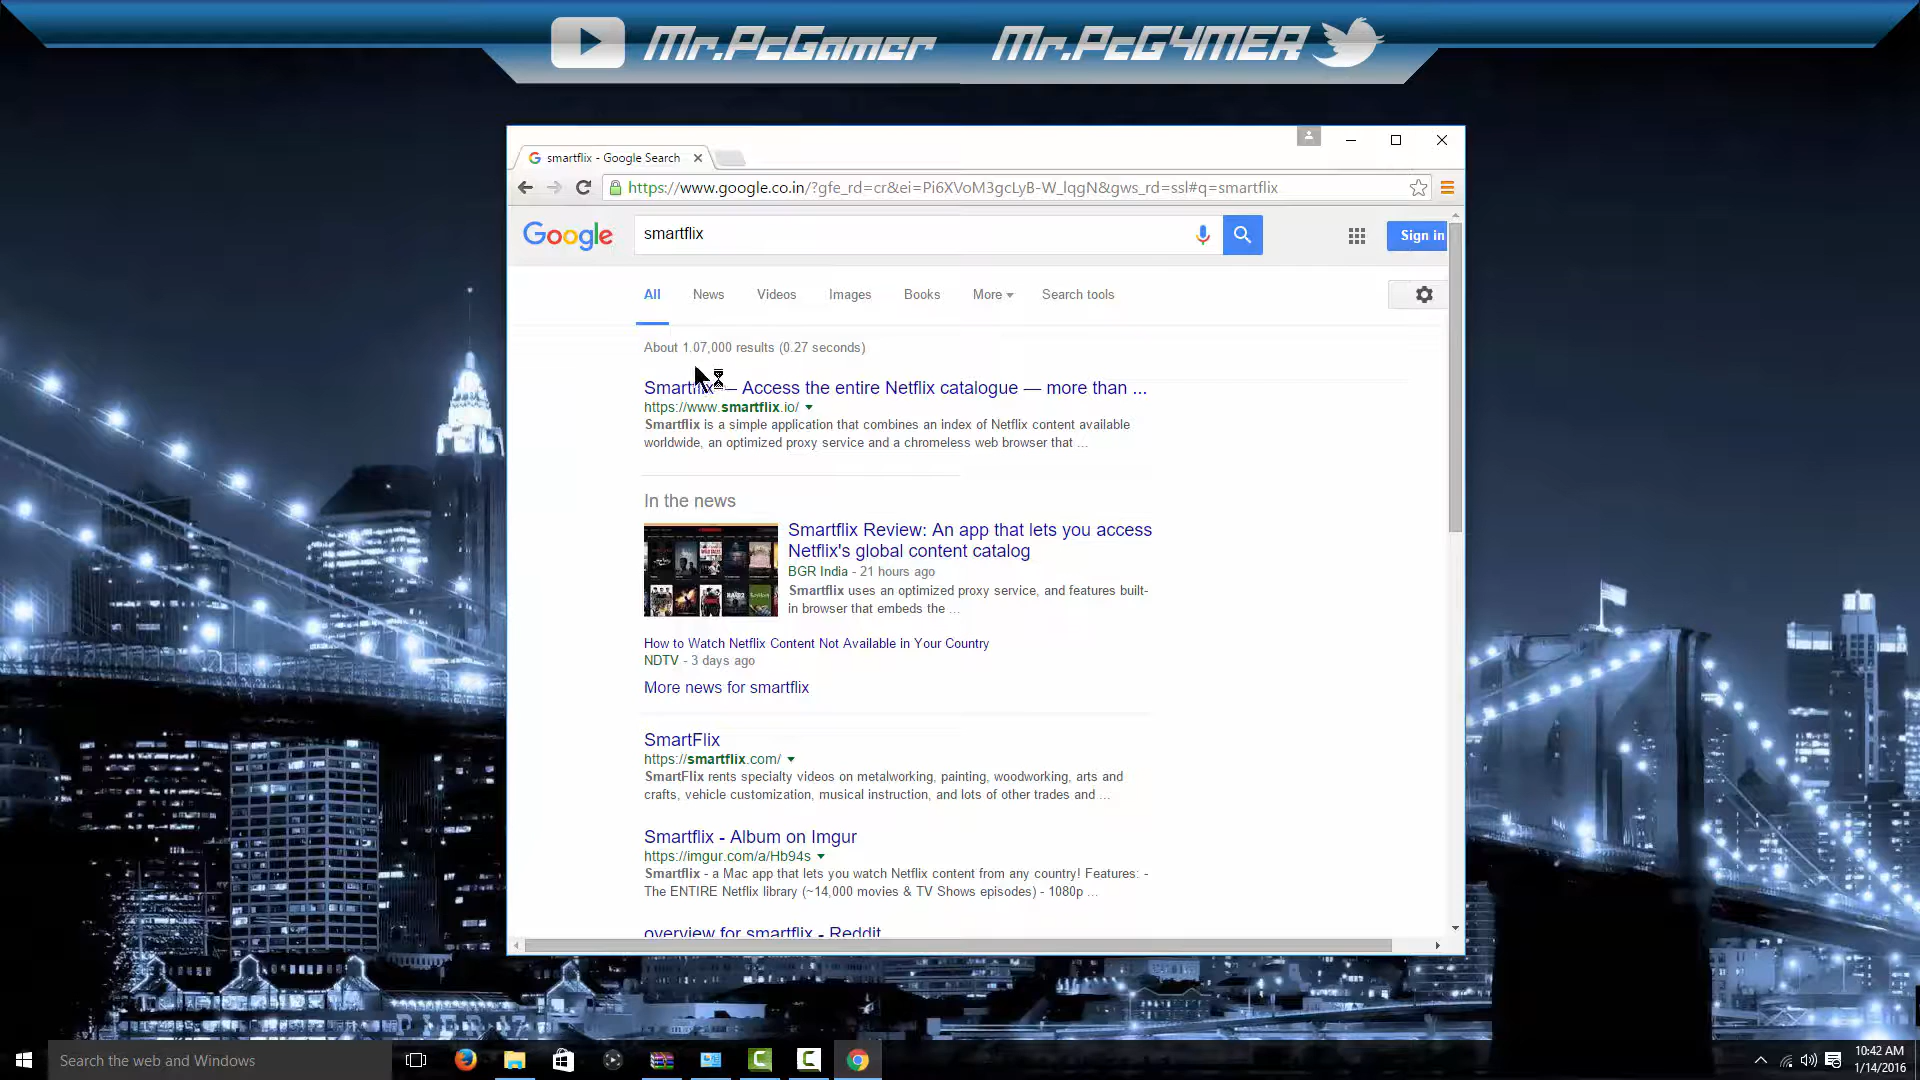 Mr.PcGamer
Mr.PcG4MER
smartflix - Google Search
https://www.google.co.in/?gfe_rd=cr&ei=Pi6XVoM3gcLyB-W_lqgN&gws_rd=ssl#q=smartflix
Google
smartflix
Sign in
All
News
Videos
Images
Books
More
Search tools
About 1,07,000 results (0.27 seconds)
Smartflix — Access the entire Netflix catalogue — more than ...
https://www.smartflix.io/
Smartflix is a simple application that combines an index of Netflix content available
worldwide, an optimized proxy service and a chromeless web browser that ...
In the news
Smartflix Review: An app that lets you access
Netflix's global content catalog
BGR India - 21 hours ago
Smartflix uses an optimized proxy service, and features built-
in browser that embeds the ...
How to Watch Netflix Content Not Available in Your Country
NDTV - 3 days ago
More news for smartflix
SmartFlix
https://smartflix.com/
SmartFlix rents specialty videos on metalworking, painting, woodworking, arts and
crafts, vehicle customization, musical instruction, and lots of other trades and ...
Smartflix - Album on Imgur
https://imgur.com/a/Hb94s
Smartflix - a Mac app that lets you watch Netflix content from any country! Features: -
The ENTIRE Netflix library (~14,000 movies & TV Shows episodes) - 1080p ...
overview for smartflix - Reddit
Search the web and Windows
10:42 AM
1/14/2016